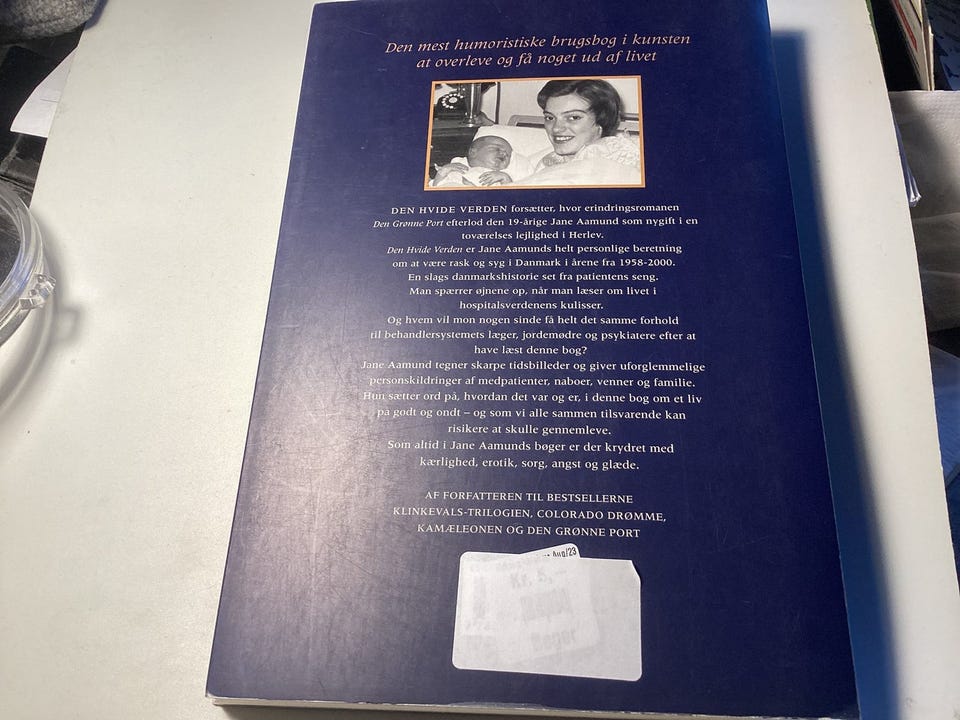 Den mest humoristiske brugsbog i kunsten
at overleve og få noget ud af livet
DEN HVIDE VERDEN forsætter, hvor erindringsromanen
Den Grønne Port efterlod den 19-årige Jane Aamund som nygift i en
toværelses lejlighed i Herlev.
Den Hvide Verden er Jane Aamunds helt personlige beretning
om at være rask og syg i Danmark i årene fra 1958-2000.
En slags danmarkshistorie set fra patientens seng.
Man spærrer øjnene op, når man læser om livet i
hospitalsverdenens kulisser.
Og hvem vil mon nogen sinde få helt det samme forhold
til behandlersystemets læger, jordemødre og psykiatere efter at
have læst denne bog?
Jane Aamund tegner skarpe tidsbilleder og giver uforglemmelige
personskildringer af medpatienter, naboer, venner og familie.
Hun sætter ord på, hvordan det var og er, i denne bog om et liv
på godt og ondt – og som vi alle sammen tilsvarende kan
risikere at skulle gennemleve.
Som altid i Jane Aamunds bøger er der krydret med
kærlighed, erotik, sorg, angst og glæde.
AF FORFATTEREN TIL BESTSELLERNE
KLINKEVALS-TRILOGIEN, COLORADO DRØMME,
KAMÆLEONEN OG DEN GRØNNE PORT
Aug/23
Kr. 5,–
Bøger